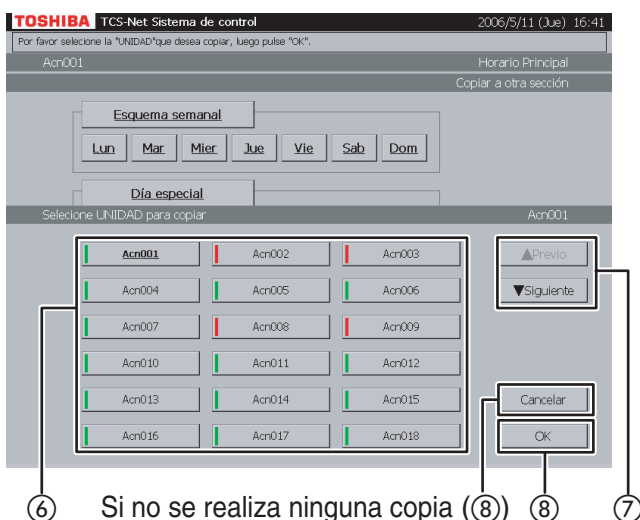 TOSHIBA TCS-Net Sistema de control 2006/5/11 (Jue) 16:41
Por favor selecione la "UNIDAD"que desea copiar, luego pulse "OK".
Acn001 Horario Principal
Copiar a otra sección
Esquema semanal
Lun Mar Mier Jue Vie Sab Dom
Día especial
Selecione UNIDAD para copiar Acn001
Acn001 Acn002 Acn003 ▲Previo
Acn004 Acn005 Acn006 ▼Siguiente
Acn007 Acn008 Acn009
Acn010 Acn011 Acn012
Acn013 Acn014 Acn015 Cancelar
Acn016 Acn017 Acn018 OK
⑥ Si no se realiza ninguna copia (⑧) ⑧ ⑦